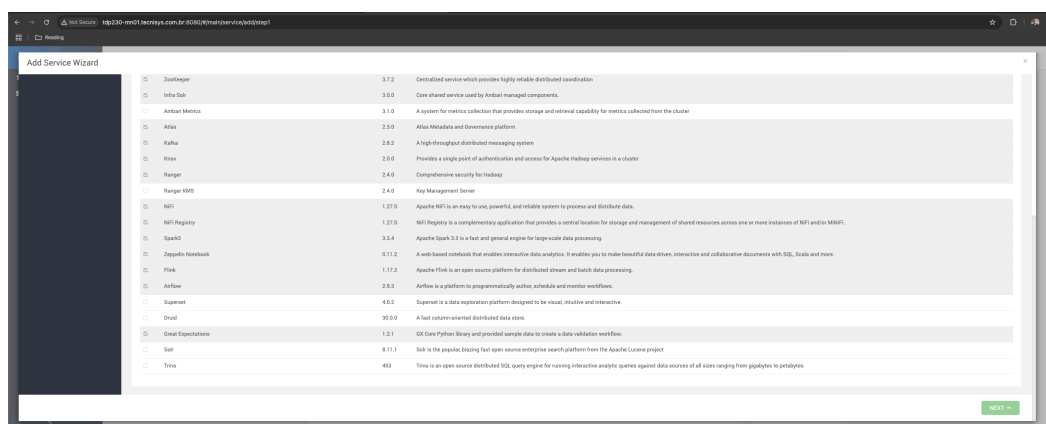 Not Secure tdp230-mn01.tecnisys.com.br:8080/#/main/service/add/step1
Reading
Add Service Wizard
ZooKeeper 3.7.2 Centralized service which provides highly reliable distributed coordination
Infra Solr 3.0.0 Core shared service used by Ambari managed components.
Ambari Metrics 3.1.0 A system for metrics collection that provides storage and retrieval capability for metrics collected from the cluster
Atlas 2.3.0 Atlas Metadata and Governance platform
Kafka 2.8.2 A high-throughput distributed messaging system
Knox 2.0.0 Provides a single point of authentication and access for Apache Hadoop services in a cluster
Ranger 2.4.0 Comprehensive security for Hadoop
Ranger KMS 2.4.0 Key Management Server
NiFi 1.27.0 Apache NiFi is an easy to use, powerful, and reliable system to process and distribute data.
NiFi Registry 1.27.0 NiFi Registry is a complementary application that provides a central location for storage and management of shared resources across one or more instances of NiFi and/or MiNiFi.
Spark3 3.3.4 Apache Spark 3.3 is a fast and general engine for large-scale data processing.
Zeppelin Notebook 0.11.2 A web-based notebook that enables interactive data analytics. It enables you to make beautiful data-driven, interactive and collaborative documents with SQL, Scala and more.
Flink 1.17.2 Apache Flink is an open source platform for distributed stream and batch data processing.
Airflow 2.9.3 Airflow is a platform to programmatically author, schedule and monitor workflows.
Superset 4.0.2 Superset is a data exploration platform designed to be visual, intuitive and interactive.
Druid 30.0.0 A fast column-oriented distributed data store.
Great Expectations 1.2.1 GX Core Python library and provided sample data to create a data validation workflow.
Solr 8.11.1 Solr is the popular, blazing fast open source enterprise search platform from the Apache Lucene project
Trino 453 Trino is an open source distributed SQL query engine for running interactive analytic queries against data sources of all sizes ranging from gigabytes to petabytes.
NEXT →